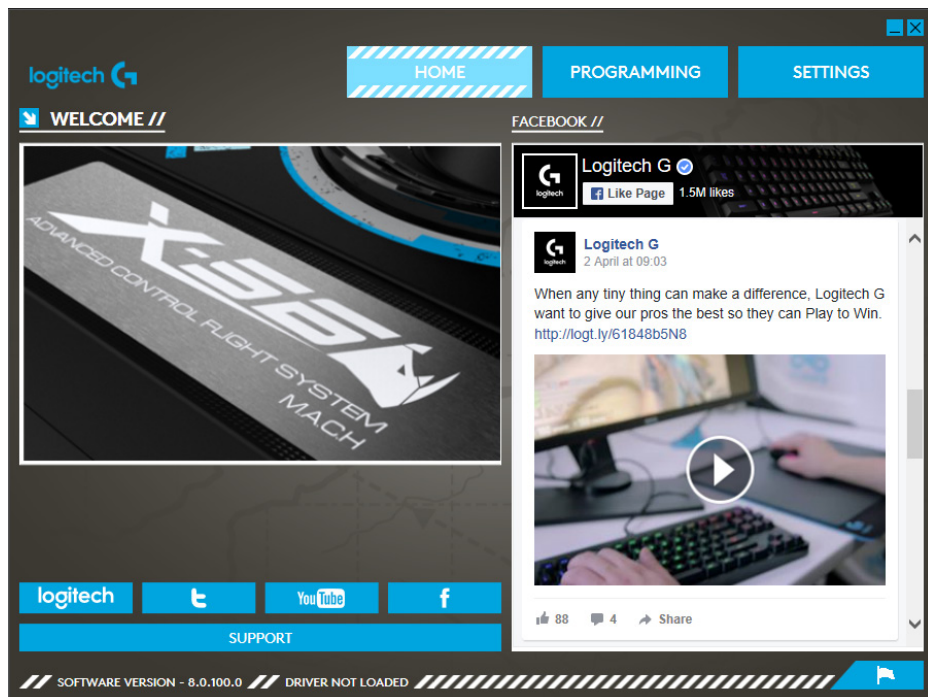 logitech G
HOME
PROGRAMMING
SETTINGS
WELCOME //
FACEBOOK //
X-56
ADVANCED CONTROL FLIGHT SYSTEM
M.A.C.H
logitech
Logitech G
Like Page
1.5M likes
logitech
Logitech G
2 April at 09:03
When any tiny thing can make a difference, Logitech G
want to give our pros the best so they can Play to Win.
http://logt.ly/61848b5N8
88
4
Share
logitech
YouTube
SUPPORT
SOFTWARE VERSION - 8.0.100.0
DRIVER NOT LOADED